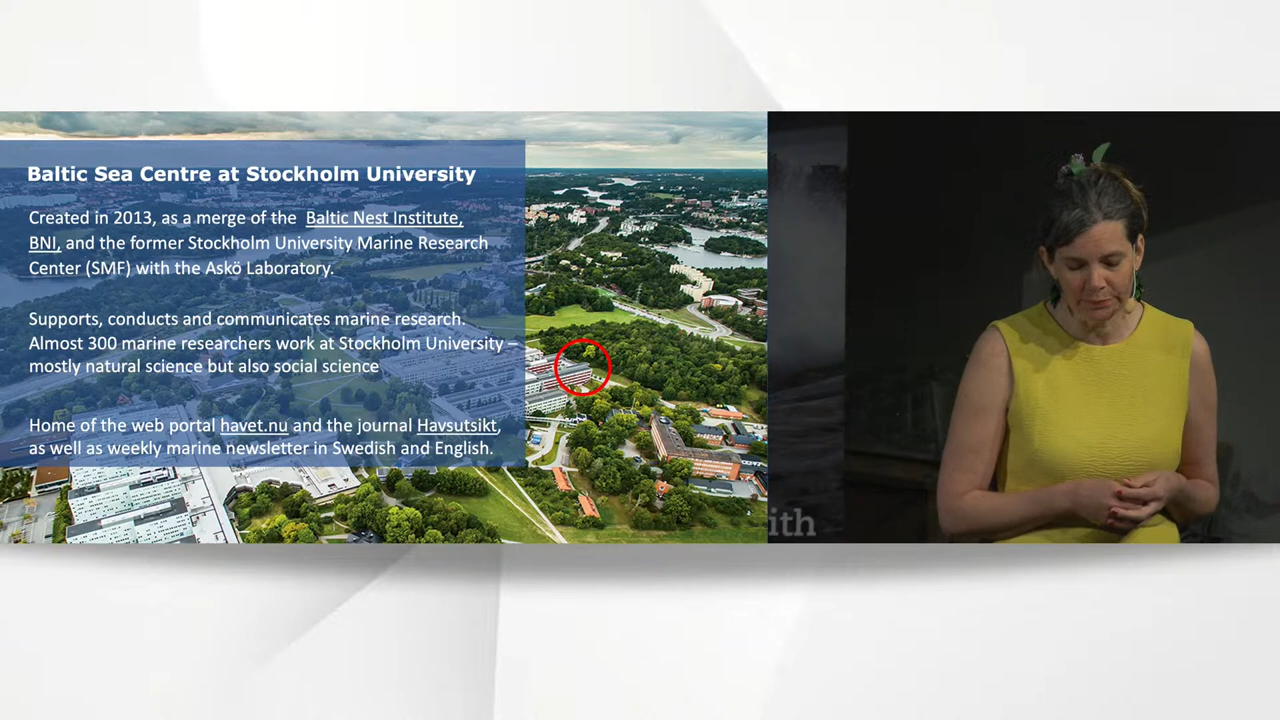 Baltic Sea Centre at Stockholm University
Created in 2013, as a merge of the Baltic Nest Institute,
BNI, and the former Stockholm University Marine Research
Center (SMF) with the Askö Laboratory.
Supports, conducts and communicates marine research.
Almost 300 marine researchers work at Stockholm University –
mostly natural science but also social science
Home of the web portal havet.nu and the journal Havsutsikt,
as well as weekly marine newsletter in Swedish and English.
ith